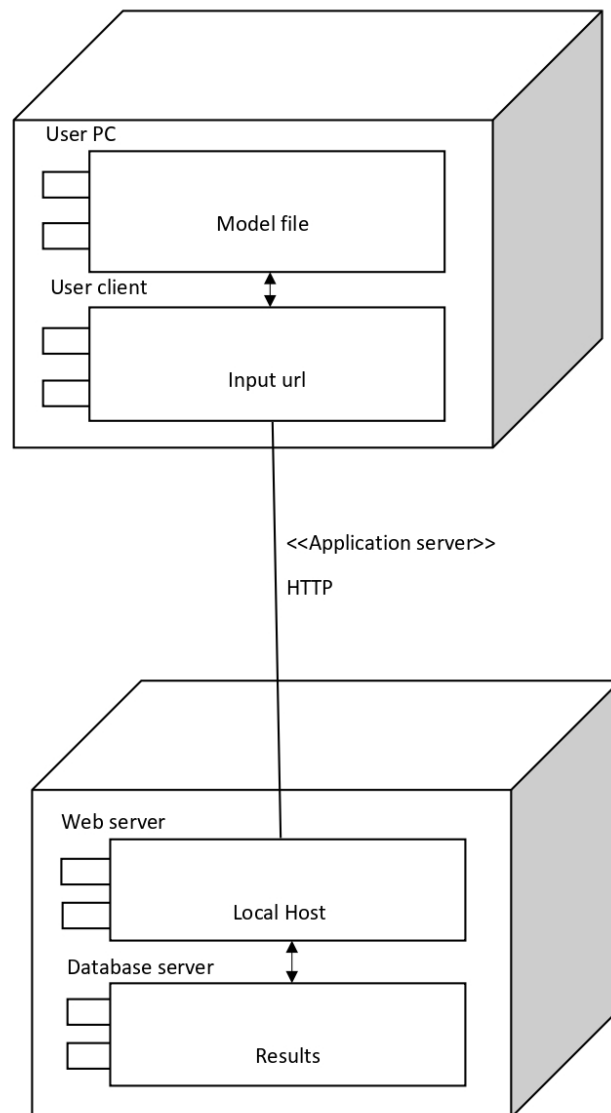 User PC
Model file
User client
Input url
<<Application server>>
HTTP
Web server
Local Host
Database server
Results